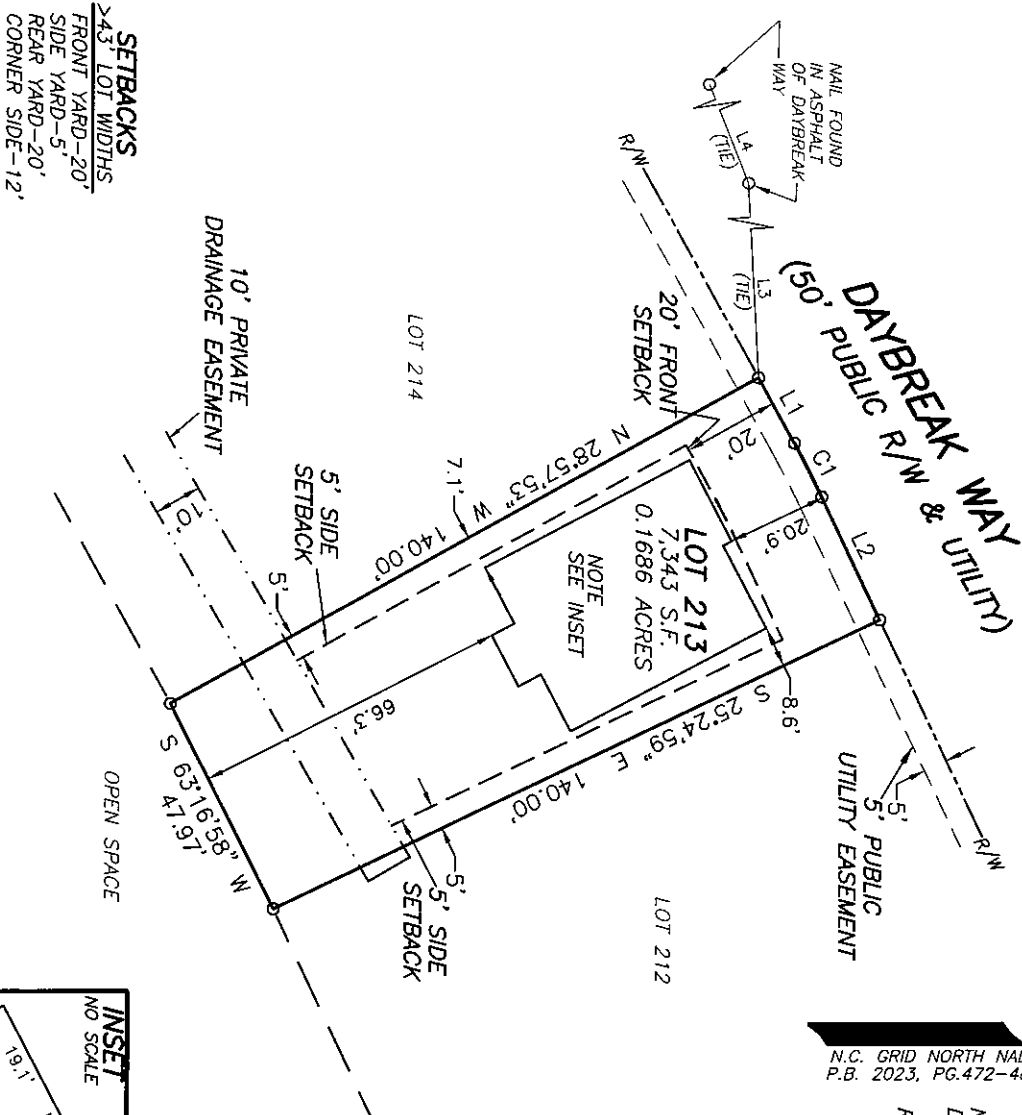 SETBACKS
>43' LOT WIDTHS
FRONT YARD-20'
SIDE YARD-5'
REAR YARD-20'
CORNER SIDE-12'
NAIL FOUND
IN ASPHALT
OF DAYBREAK
WAY
L4
(TIE)
L3
(TIE)
R/W
DAYBREAK WAY
(50' PUBLIC R/W & UTILITY)
L1
C1
L2
R/W
20' FRONT
SETBACK
20'
20.9'
8.6'
5'
5' PUBLIC
UTILITY EASEMENT
LOT 214
N 28°57'53" W 140.00'
7.1'
LOT 213
7,343 S.F.
0.1686 ACRES
NOTE
SEE INSET
S 25°24'59" E 140.00'
LOT 212
10' PRIVATE
DRAINAGE EASEMENT
10'
5' SIDE
SETBACK
5'
66.3'
5'
5' SIDE
SETBACK
S 63°16'58" W
47.97'
OPEN SPACE
N.C. GRID NORTH
P.B. 2023,
INSET
NO SCALE
19.1'